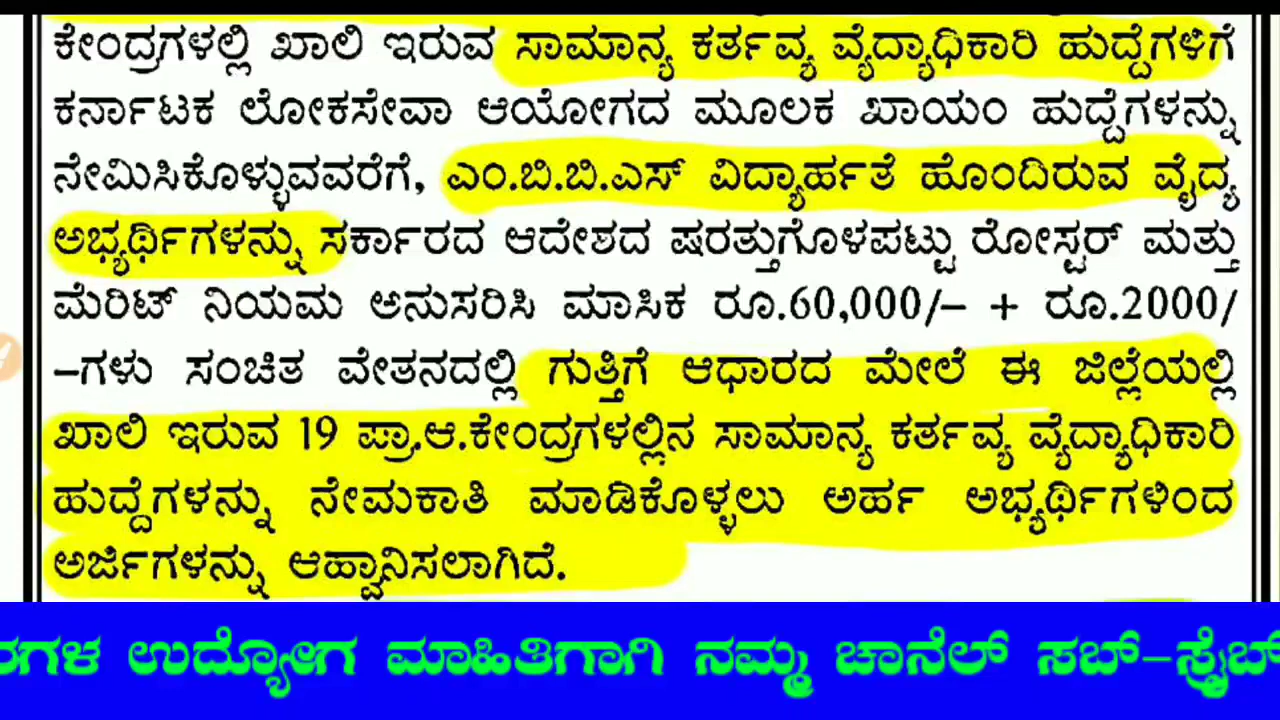 ಕೇಂದ್ರಗಳಲ್ಲಿ ಖಾಲಿ ಇರುವ ಸಾಮಾನ್ಯ ಕರ್ತವ್ಯ ವ್ಯೆದ್ಯಾಧಿಕಾರಿ ಹುದ್ದೆಗಳಿಗೆ
ಕರ್ನಾಟಕ ಲೋಕಸೇವಾ ಆಯೋಗದ ಮೂಲಕ ಖಾಯಂ ಹುದ್ದೆಗಳನ್ನು
ನೇಮಿಸಿಕೊಳ್ಳುವವರೆಗೆ, ಎಂ.ಬಿ.ಬಿ.ಎಸ್ ವಿದ್ಯಾರ್ಹತೆ ಹೊಂದಿರುವ ವೈದ್ಯ
ಅಭ್ಯರ್ಥಿಗಳನ್ನು ಸರ್ಕಾರದ ಆದೇಶದ ಷರತ್ತುಗೊಳಪಟ್ಟು ರೋಸ್ಟರ್ ಮತ್ತು
ಮೆರಿಟ್ ನಿಯಮ ಅನುಸರಿಸಿ ಮಾಸಿಕ ರೂ.60,000/– + ರೂ.2000/
–ಗಳು ಸಂಚಿತ ವೇತನದಲ್ಲಿ ಗುತ್ತಿಗೆ ಆಧಾರದ ಮೇಲೆ ಈ ಜಿಲ್ಲೆಯಲ್ಲಿ
ಖಾಲಿ ಇರುವ 19 ಪ್ರಾ.ಆ.ಕೇಂದ್ರಗಳಲ್ಲಿನ ಸಾಮಾನ್ಯ ಕರ್ತವ್ಯ ವ್ಯೆದ್ಯಾಧಿಕಾರಿ
ಹುದ್ದೆಗಳನ್ನು ನೇಮಕಾತಿ ಮಾಡಿಕೊಳ್ಳಲು ಅರ್ಹ ಅಭ್ಯರ್ಥಿಗಳಿಂದ
ಅರ್ಜಿಗಳನ್ನು ಆಹ್ವಾನಿಸಲಾಗಿದೆ.
ರಗಳ ಉದ್ಯೋಗ ಮಾಹಿತಿಗಾಗಿ ನಮ್ಮ ಚಾನೆಲ್ ಸಬ್–ಸ್ಕ್ರೈಬ್